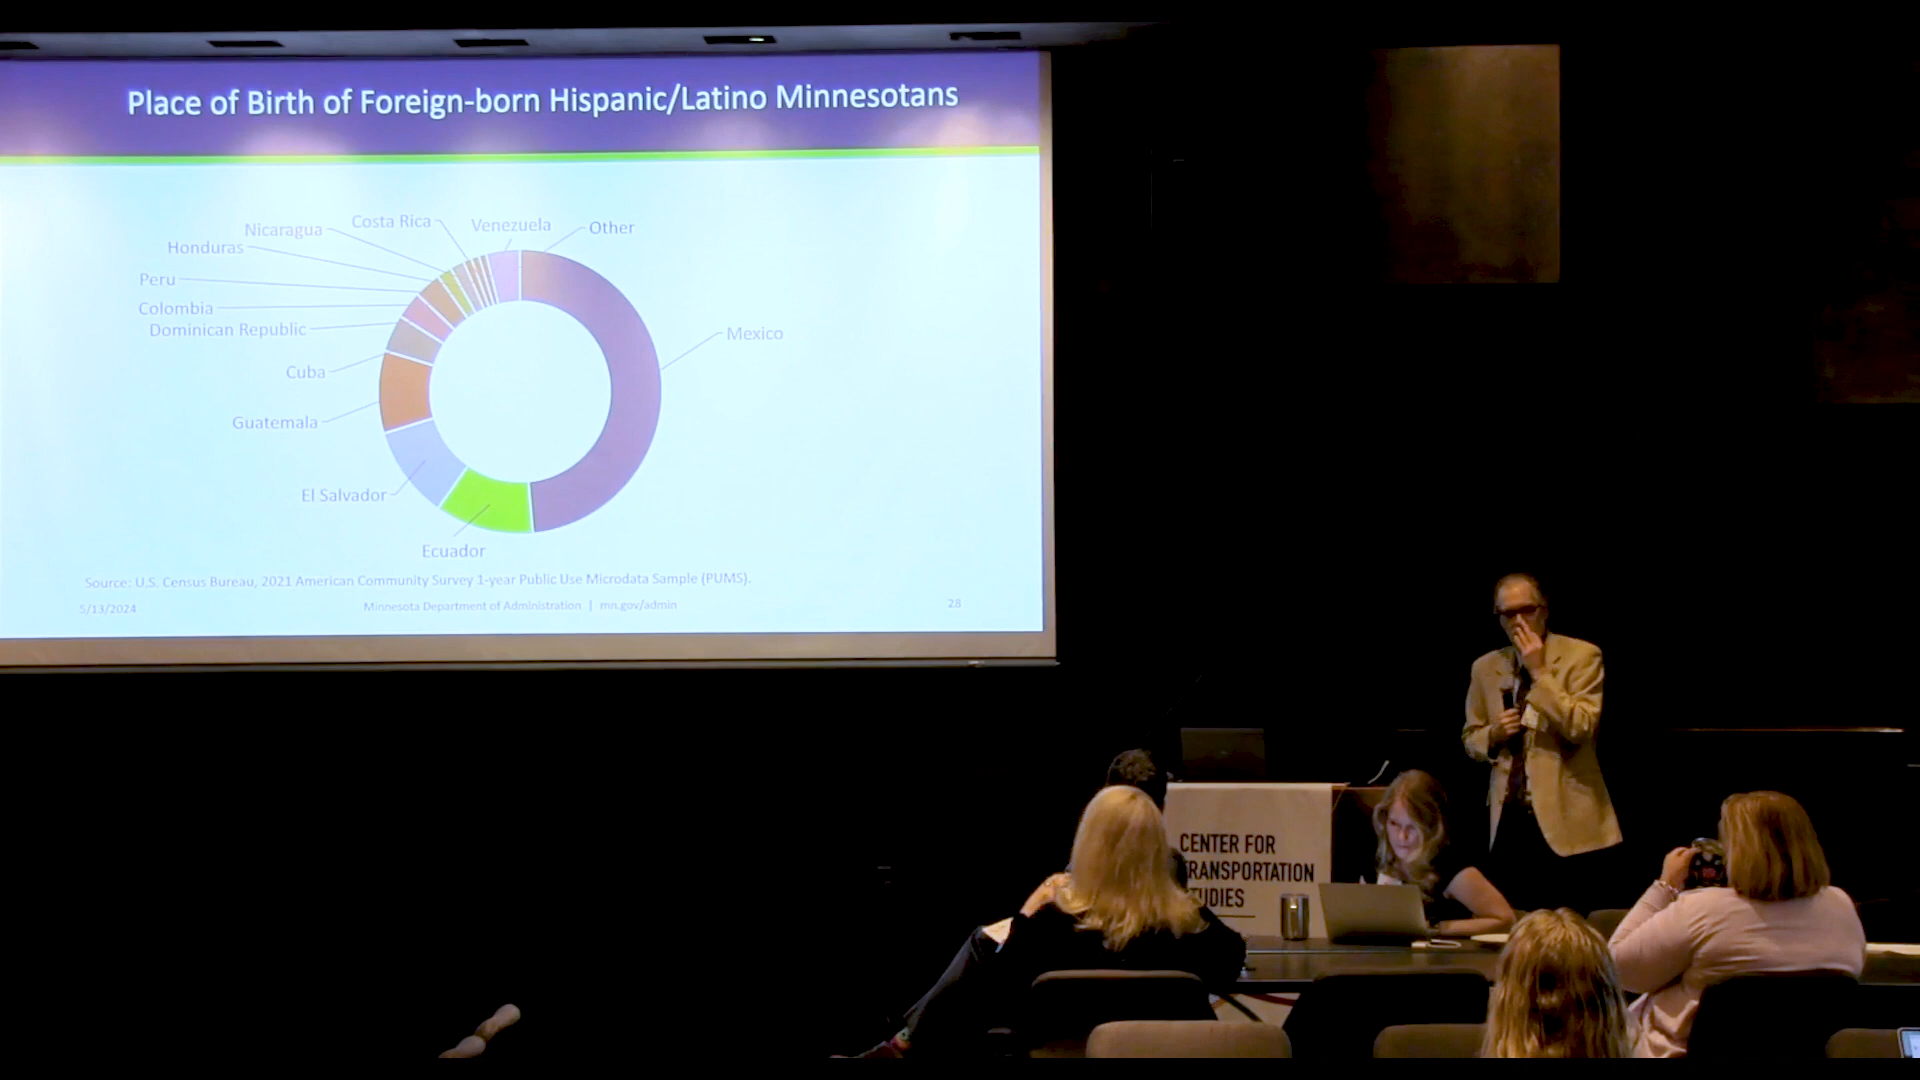 Place of Birth of Foreign-born Hispanic/Latino Minnesotans
Costa Rica
Venezuela
Other
Nicaragua
Honduras
Peru
Colombia
Dominican Republic
Mexico
Cuba
Guatemala
El Salvador
Ecuador
Source: U.S. Census Bureau, 2021 American Community Survey 1-year Public Use Microdata Sample (PUMS).
5/13/2024
Minnesota Department of Administration | mn.gov/admin
28
CENTER FOR
TRANSPORTATION
STUDIES